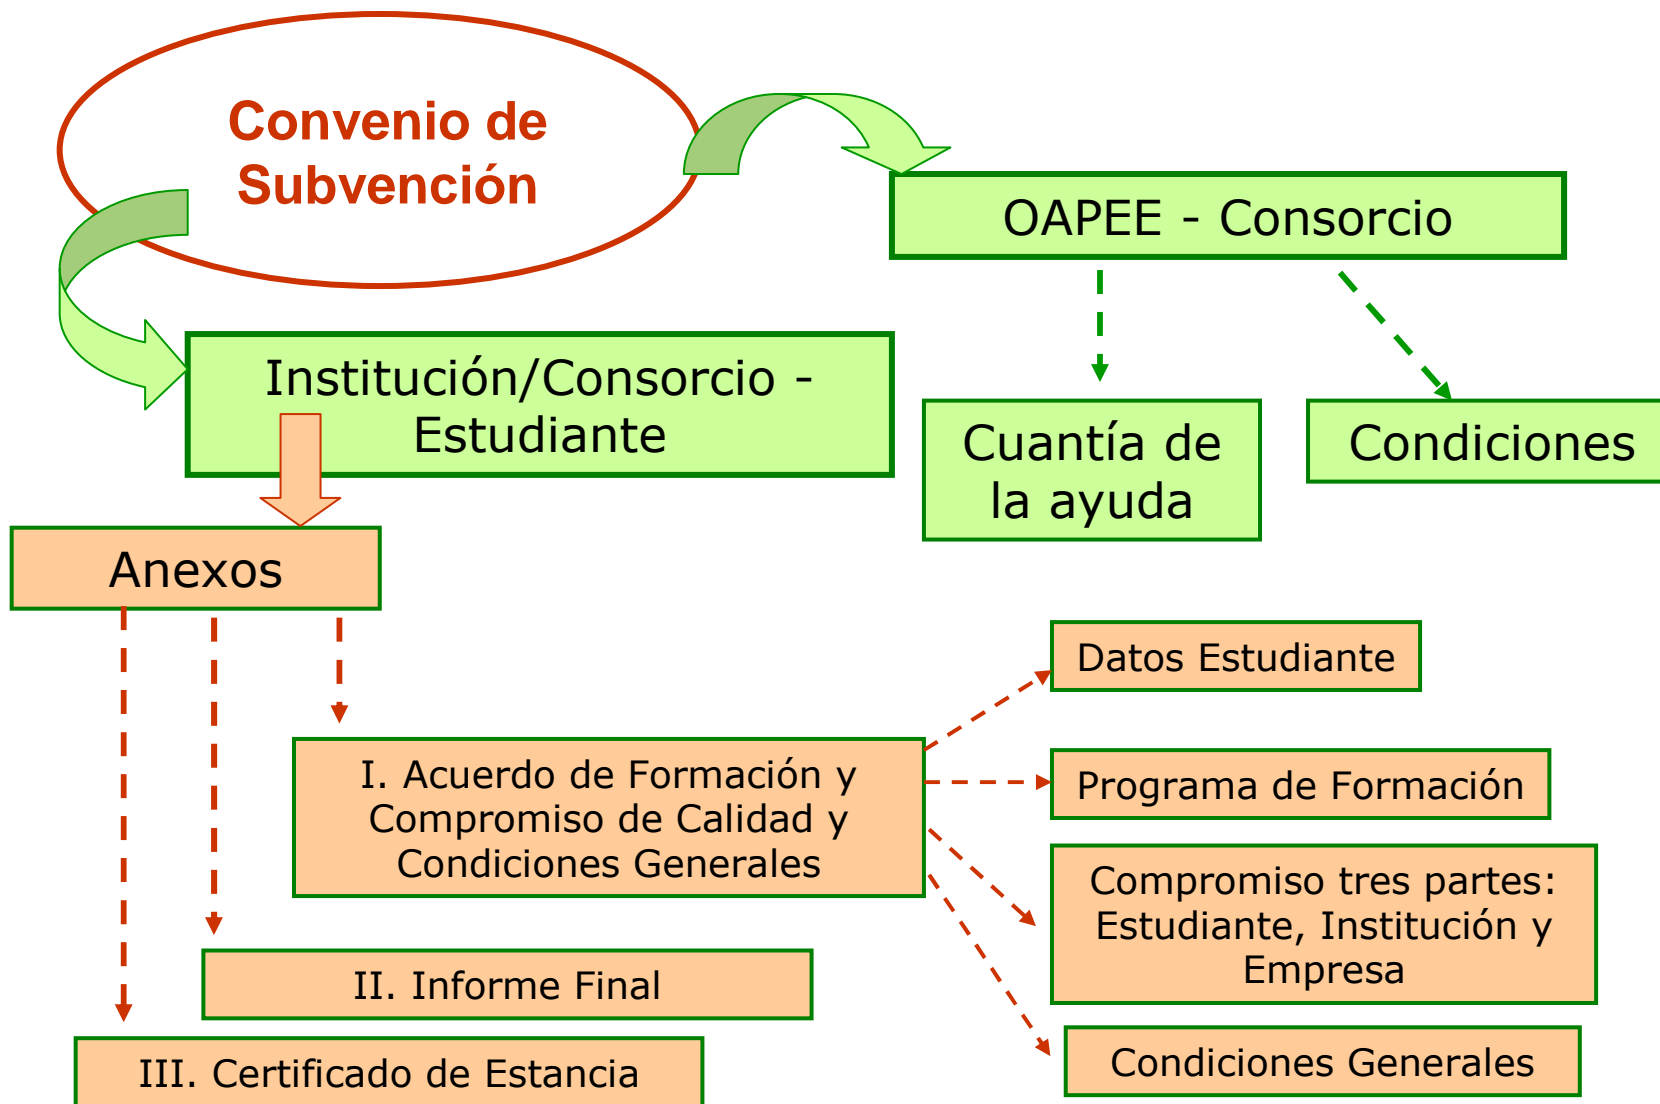 Convenio de
Subvención
OAPEE - Consorcio
Institución/Consorcio -
Estudiante
Cuantía de
la ayuda
Condiciones
Anexos
Datos Estudiante
I. Acuerdo de Formación y
Compromiso de Calidad y
Condiciones Generales
Programa de Formación
Compromiso tres partes:
Estudiante, Institución y
Empresa
II. Informe Final
Condiciones Generales
III. Certificado de Estancia